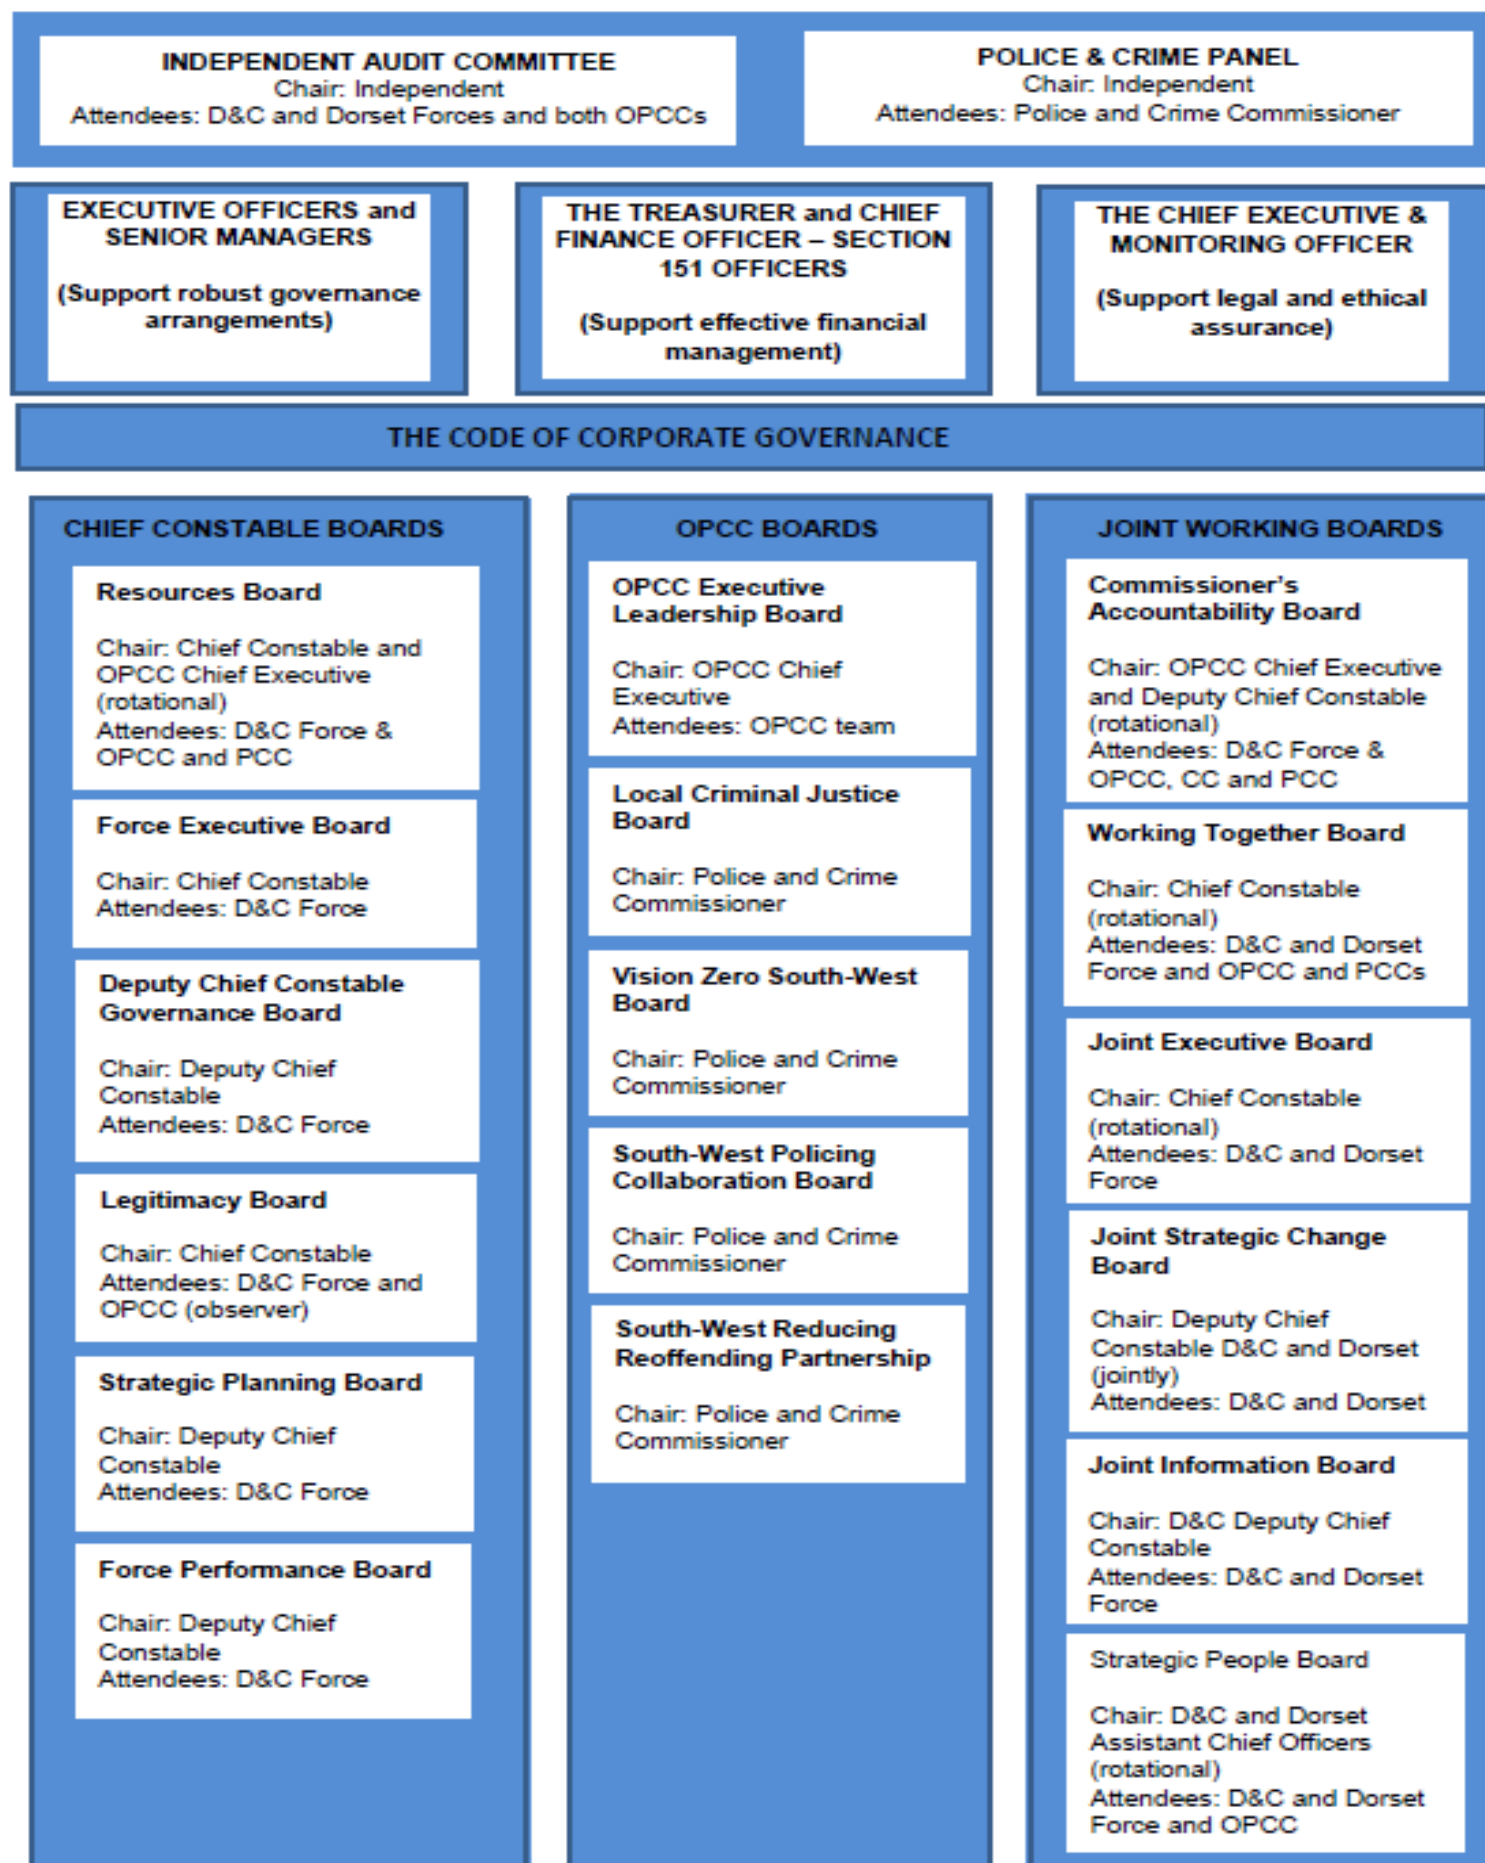 INDEPENDENT AUDIT COMMITTEE
Chair: Independent
Attendees: D&C and Dorset Forces and both OPCCs
POLICE & CRIME PANEL
Chair: Independent
Attendees: Police and Crime Commissioner
EXECUTIVE OFFICERS and
SENIOR MANAGERS
(Support robust governance
arrangements)
THE TREASURER and CHIEF
FINANCE OFFICER – SECTION
151 OFFICERS
(Support effective financial
management)
THE CHIEF EXECUTIVE &
MONITORING OFFICER
(Support legal and ethical
assurance)
THE CODE OF CORPORATE GOVERNANCE
CHIEF CONSTABLE BOARDS
Resources Board
Chair: Chief Constable and
OPCC Chief Executive
(rotational)
Attendees: D&C Force &
OPCC and PCC
Force Executive Board
Chair: Chief Constable
Attendees: D&C Force
Deputy Chief Constable
Governance Board
Chair: Deputy Chief
Constable
Attendees: D&C Force
Legitimacy Board
Chair: Chief Constable
Attendees: D&C Force and
OPCC (observer)
Strategic Planning Board
Chair: Deputy Chief
Constable
Attendees: D&C Force
Force Performance Board
Chair: Deputy Chief
Constable
Attendees: D&C Force
OPCC BOARDS
OPCC Executive
Leadership Board
Chair: OPCC Chief
Executive
Attendees: OPCC team
Local Criminal Justice
Board
Chair: Police and Crime
Commissioner
Vision Zero South-West
Board
Chair: Police and Crime
Commissioner
South-West Policing
Collaboration Board
Chair: Police and Crime
Commissioner
South-West Reducing
Reoffending Partnership
Chair: Police and Crime
Commissioner
JOINT WORKING BOARDS
Commissioner's
Accountability Board
Chair: OPCC Chief Executive
and Deputy Chief Constable
(rotational)
Attendees: D&C Force &
OPCC, CC and PCC
Working Together Board
Chair: Chief Constable
(rotational)
Attendees: D&C and Dorset
Force and OPCC and PCCs
Joint Executive Board
Chair: Chief Constable
(rotational)
Attendees: D&C and Dorset
Force
Joint Strategic Change
Board
Chair: Deputy Chief
Constable D&C and Dorset
(jointly)
Attendees: D&C and Dorset
Joint Information Board
Chair: D&C Deputy Chief
Constable
Attendees: D&C and Dorset
Force
Strategic People Board
Chair: D&C and Dorset
Assistant Chief Officers
(rotational)
Attendees: D&C and Dorset
Force and OPCC